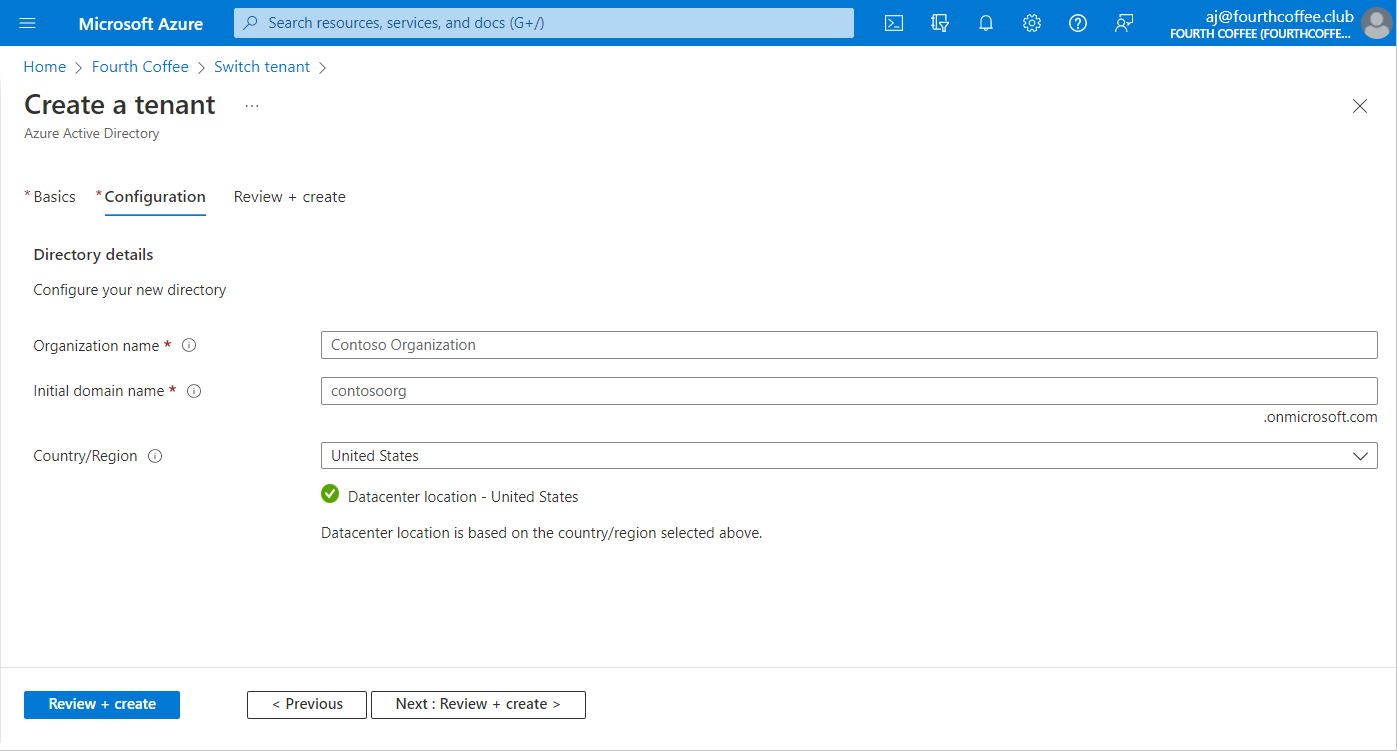 Microsoft Azure
Search resources, services, and docs (G+/)
aj@fourthcoffee.club
FOURTH COFFEE (FOURTHCOFFE...
Home > Fourth Coffee > Switch tenant >
Create a tenant ...
Azure Active Directory
* Basics * Configuration Review + create
Directory details
Configure your new directory
Organization name * Contoso Organization
Initial domain name * contosoorg
.onmicrosoft.com
Country/Region United States
Datacenter location - United States
Datacenter location is based on the country/region selected above.
Review + create < Previous Next : Review + create >